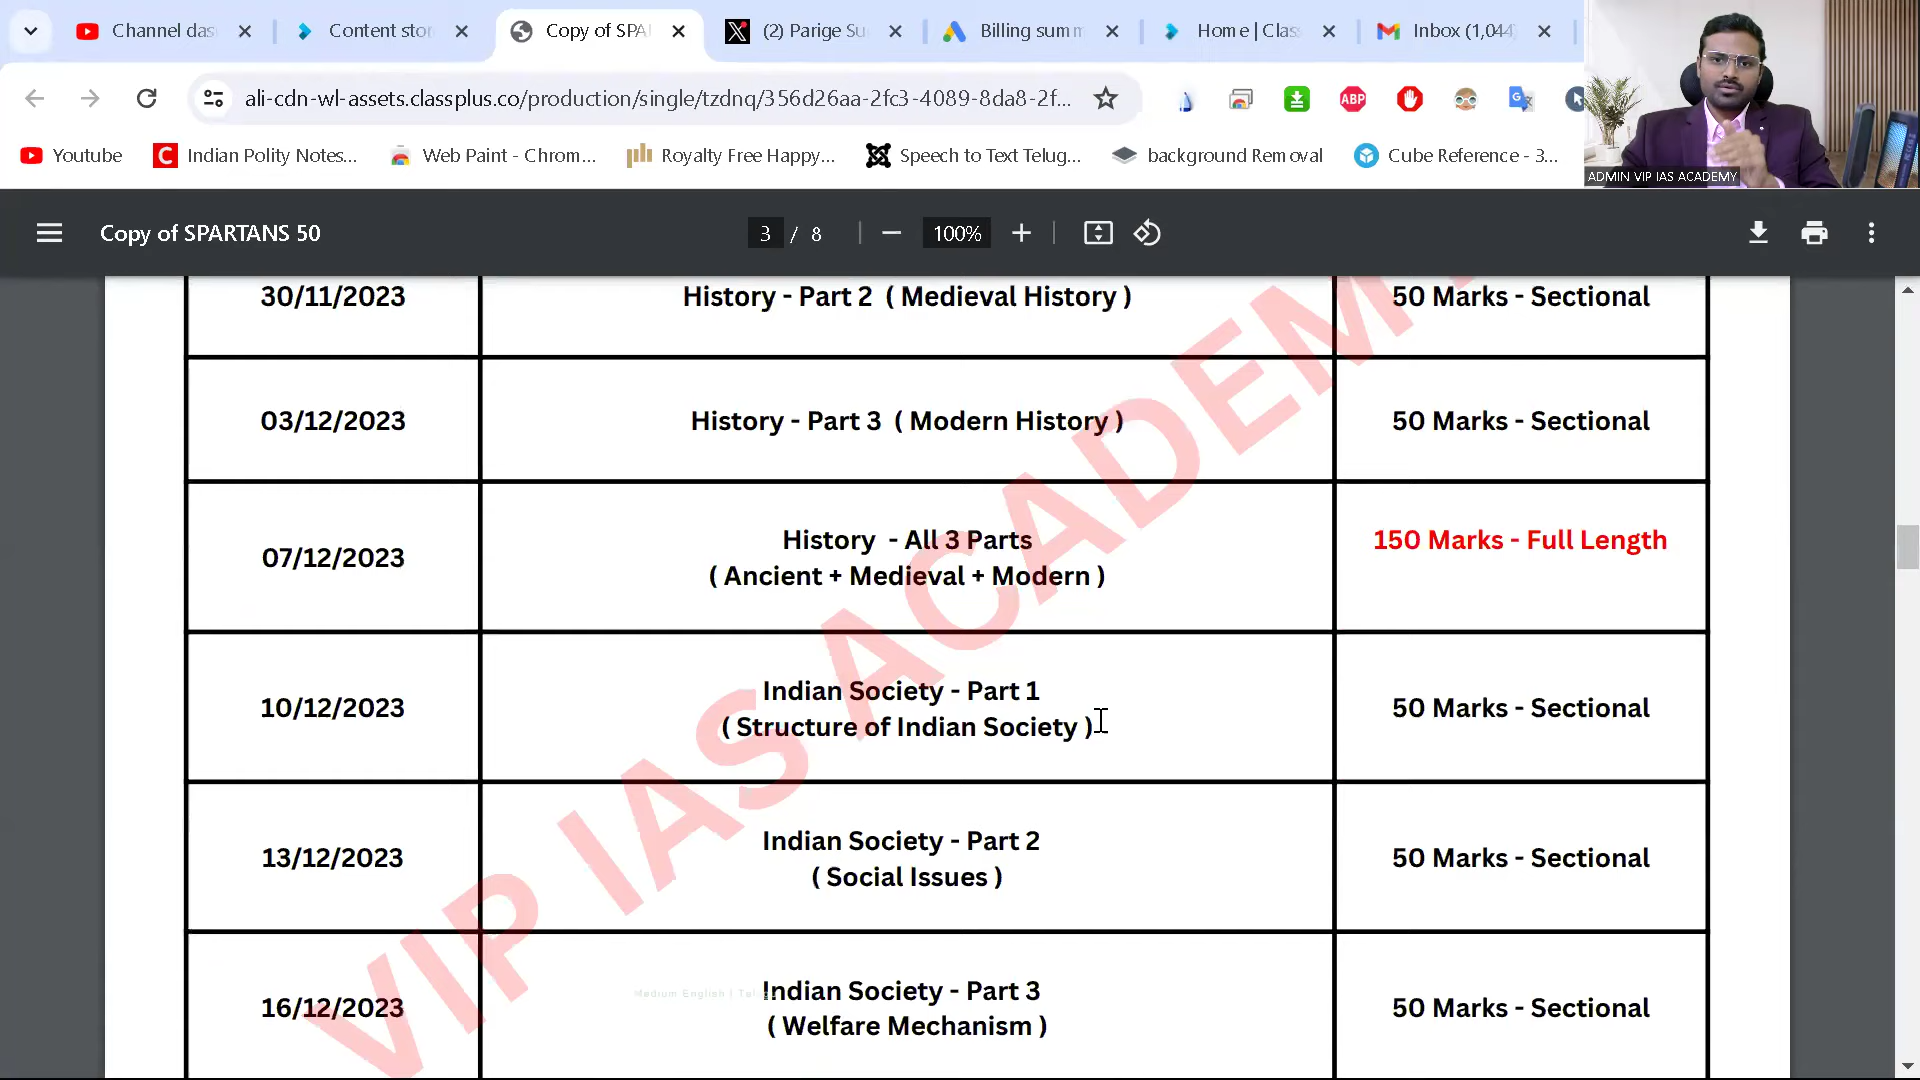 Channel das
Content stor
Copy of SPA
(2) Parige Su
Billing summ
Home | Clas
Inbox (1,044)
ali-cdn-wl-assets.classplus.co/production/single/tzdnq/356d26aa-2fc3-4089-8da8-2f...
ABP
Youtube
Indian Polity Notes...
Web Paint - Chrom...
Royalty Free Happy...
Speech to Text Telug...
background Removal
Cube Reference - 3...
ADMIN VIP IAS ACADEMY
Copy of SPARTANS 50
3 / 8
100%
30/11/2023 History - Part 2 ( Medieval History ) 50 Marks - Sectional
03/12/2023 History - Part 3 ( Modern History ) 50 Marks - Sectional
07/12/2023 History - All 3 Parts 150 Marks - Full Length
( Ancient + Medieval + Modern )
10/12/2023 Indian Society - Part 1 50 Marks - Sectional
( Structure of Indian Society )
13/12/2023 Indian Society - Part 2 50 Marks - Sectional
( Social Issues )
16/12/2023 Indian Society - Part 3 50 Marks - Sectional
( Welfare Mechanism )
Medium English |
VIP IAS ACADEM